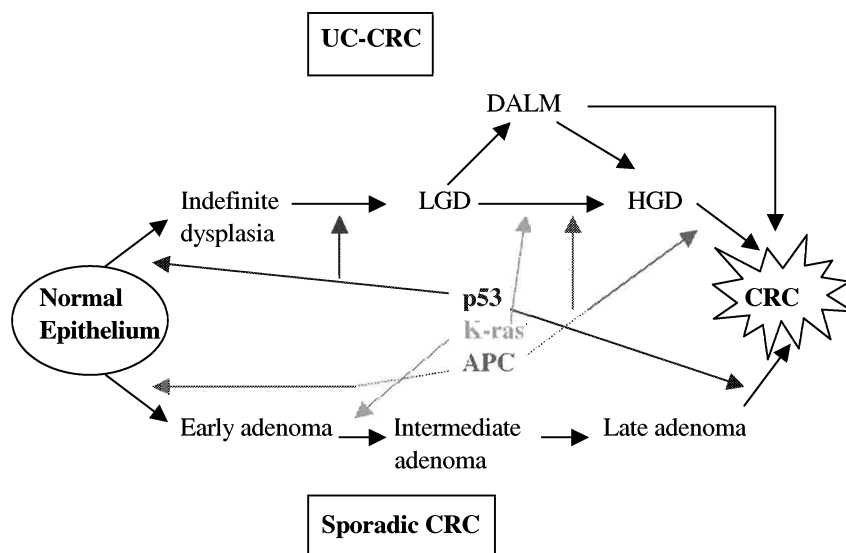 UC-CRC
DALM
Indefinite
dysplasia
LGD
HGD
Normal
Epithelium
p53
K-ras
APC
CRC
Early adenoma
Intermediate
adenoma
Late adenoma
Sporadic CRC